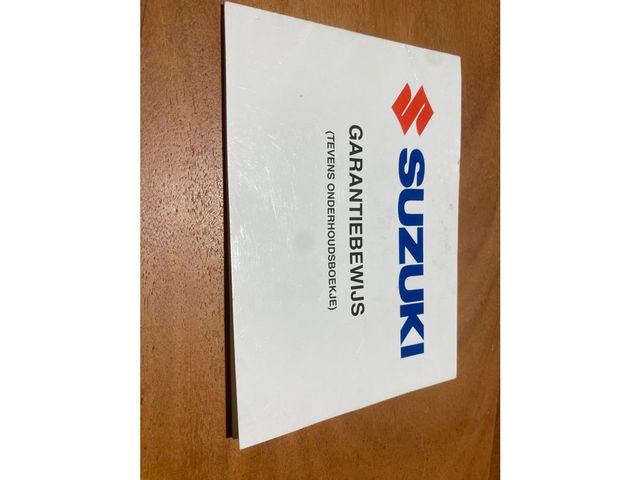 SUZUKI
GARANTIEBEWIJS
(TEVENS ONDERHOUDSBOEKJE)